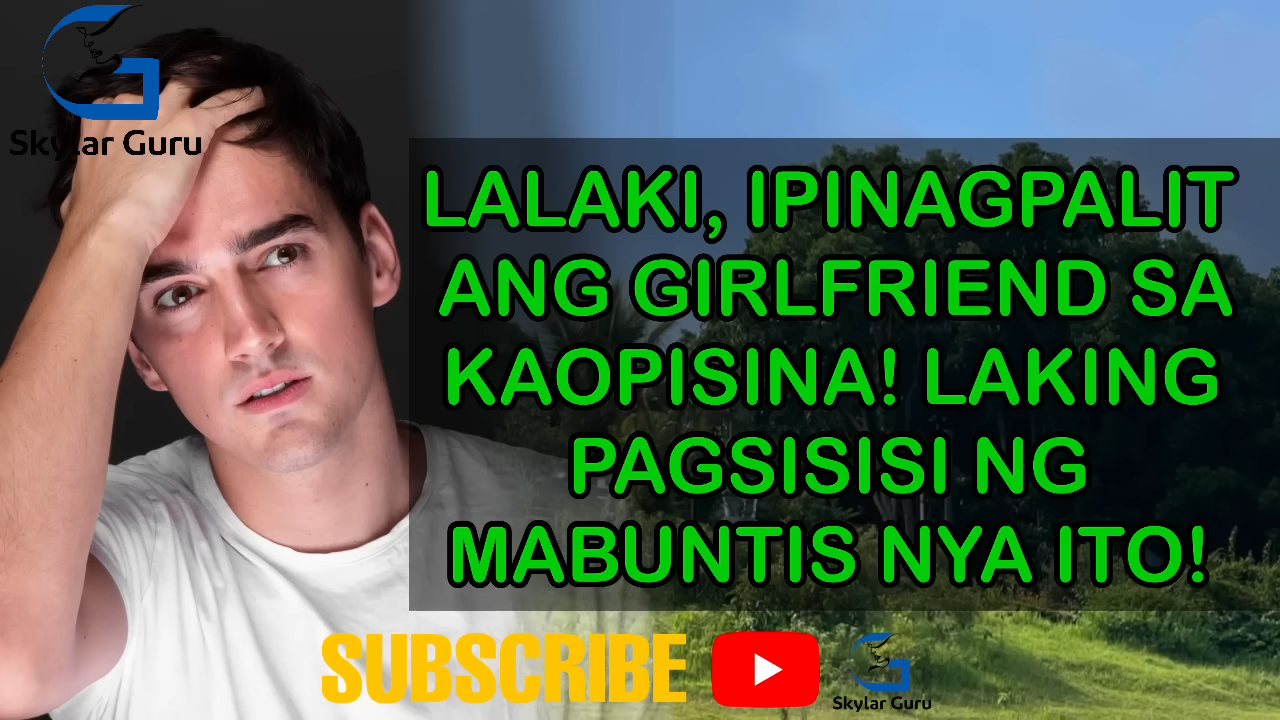 Skylar Guru
LALAKI, IPINAGPALIT
ANG GIRLFRIEND SA
KAOPISINA! LAKING
PAGSISISI NG
MABUNTIS NYA ITO!
SUBSCRIBE
Skylar Guru